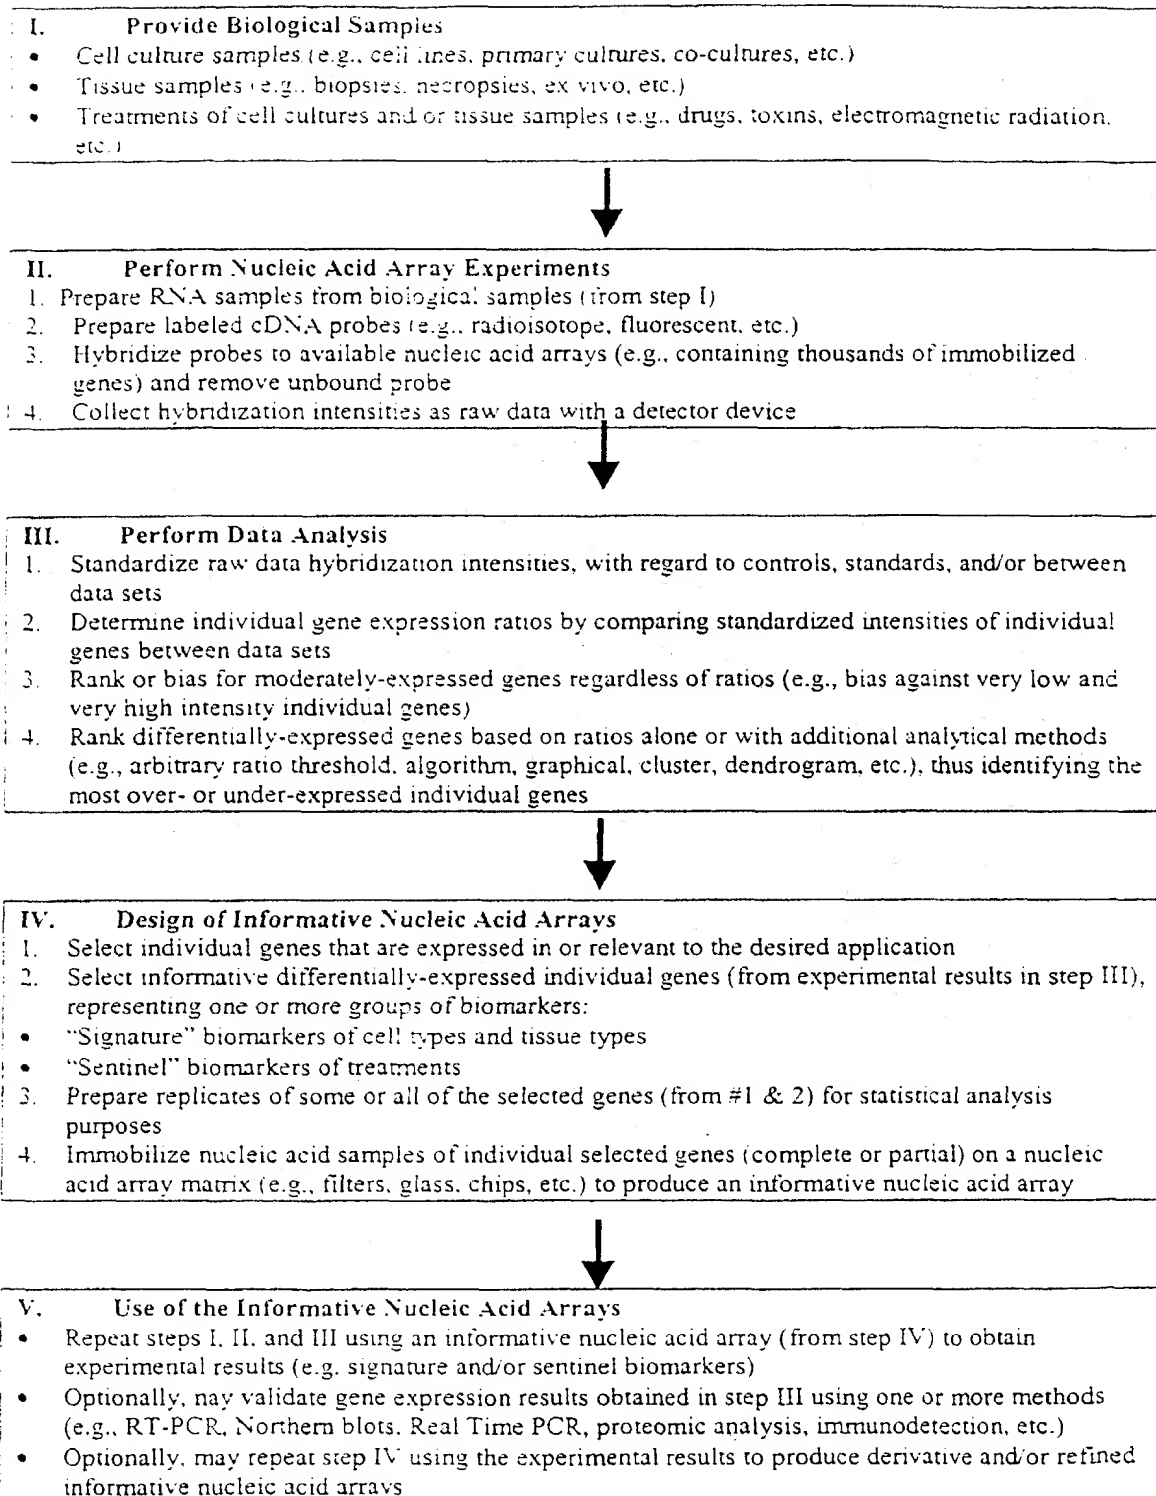 I. Provide Biological Samples
• Cell culture samples (e.g., cell lines, primary cultures, co-cultures, etc.)
• Tissue samples (e.g., biopsies, necropsies, ex vivo, etc.)
• Treatments of cell cultures and/or tissue samples (e.g., drugs, toxins, electromagnetic radiation,
etc.)
II. Perform Nucleic Acid Array Experiments
1. Prepare RNA samples from biological samples (from step I)
2. Prepare labeled cDNA probes (e.g., radioisotope, fluorescent, etc.)
3. Hybridize probes to available nucleic acid arrays (e.g., containing thousands of immobilized
genes) and remove unbound probe
4. Collect hybridization intensities as raw data with a detector device
III. Perform Data Analysis
1. Standardize raw data hybridization intensities, with regard to controls, standards, and/or between
data sets
2. Determine individual gene expression ratios by comparing standardized intensities of individual
genes between data sets
3. Rank or bias for moderately-expressed genes regardless of ratios (e.g., bias against very low and
very high intensity individual genes)
4. Rank differentially-expressed genes based on ratios alone or with additional analytical methods
(e.g., arbitrary ratio threshold, algorithm, graphical, cluster, dendrogram, etc.), thus identifying the
most over- or under-expressed individual genes
IV. Design of Informative Nucleic Acid Arrays
1. Select individual genes that are expressed in or relevant to the desired application
2. Select informative differentially-expressed individual genes (from experimental results in step III),
representing one or more groups of biomarkers:
• "Signature" biomarkers of cell types and tissue types
• "Sentinel" biomarkers of treatments
3. Prepare replicates of some or all of the selected genes (from #1 & 2) for statistical analysis
purposes
4. Immobilize nucleic acid samples of individual selected genes (complete or partial) on a nucleic
acid array matrix (e.g., filters, glass, chips, etc.) to produce an informative nucleic acid array
V. Use of the Informative Nucleic Acid Arrays
• Repeat steps I, II, and III using an informative nucleic acid array (from step IV) to obtain
experimental results (e.g. signature and/or sentinel biomarkers)
• Optionally, nay validate gene expression results obtained in step III using one or more methods
(e.g., RT-PCR, Northern blots, Real Time PCR, proteomic analysis, immunodetection, etc.)
• Optionally, may repeat step IV using the experimental results to produce derivative and/or refined
informative nucleic acid arrays